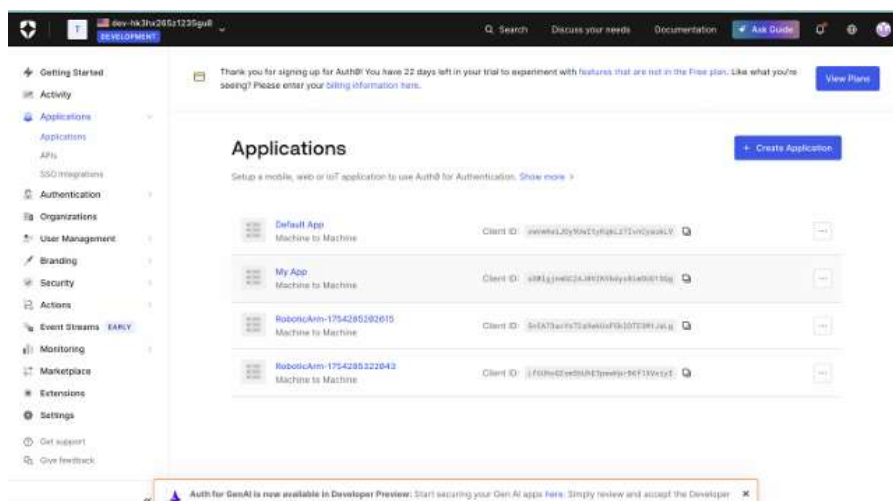 T
dev-hk3hx265z1235gu8
DEVELOPMENT
Search
Discuss your needs
Documentation
Ask Guide
Getting Started
Activity
Applications
Applications
APIs
SSO Integrations
Authentication
Organizations
User Management
Branding
Security
Actions
Event Streams EARLY
Monitoring
Marketplace
Extensions
Settings
Get support
Give feedback
Thank you for signing up for Auth0! You have 22 days left in your trial to experiment with features that are not in the Free plan. Like what you're
seeing? Please enter your billing information here.
View Plans
Applications
+ Create Application
Setup a mobile, web or IoT application to use Auth0 for Authentication. Show more >
Default App
Machine to Machine
Client ID:
My App
Machine to Machine
Client ID:
RoboticArm-1754285282615
Machine to Machine
Client ID:
RoboticArm-1754285322843
Machine to Machine
Client ID:
Auth for GenAI is now available in Developer Preview: Start securing your Gen AI apps here. Simply review and accept the Developer